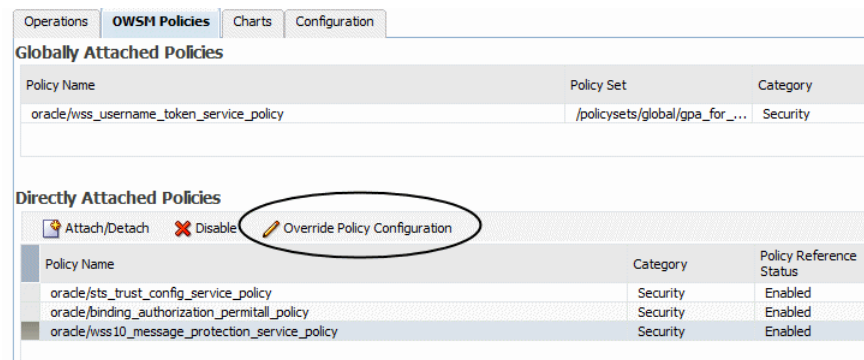 Operations OWSM Policies Charts Configuration
Globally Attached Policies
Policy Name Policy Set Category
oracle/wss_username_token_service_policy /policysets/global/gpa_for_... Security
Directly Attached Policies
Attach/Detach Disable Override Policy Configuration
Policy Name Category Policy Reference Status
oracle/sts_trust_config_service_policy Security Enabled
oracle/binding_authorization_permitall_policy Security Enabled
oracle/wss10_message_protection_service_policy Security Enabled